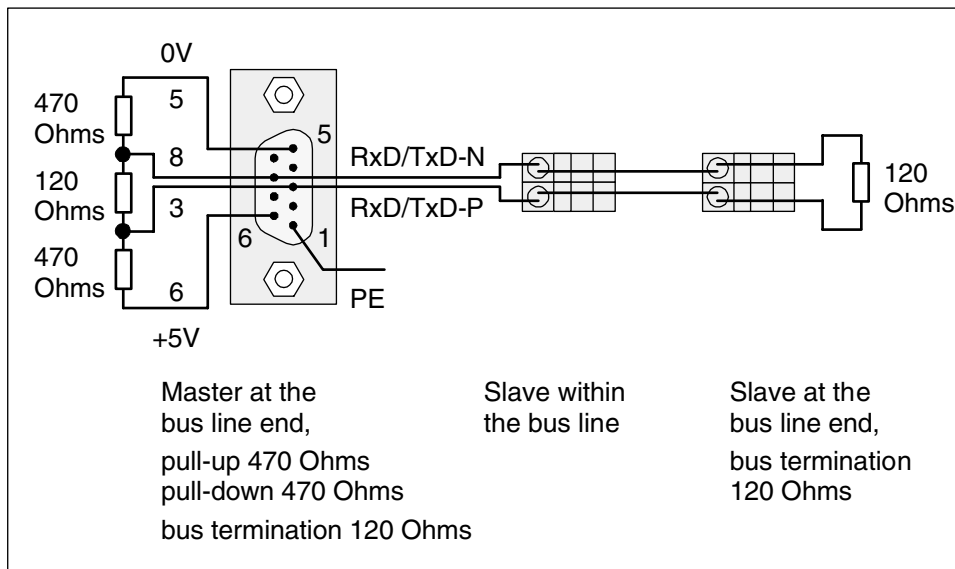 0V
470
Ohms
5
8
120
Ohms
3
470
Ohms
6
+5V
5
6
1
RxD/TxD-N
RxD/TxD-P
PE
120
Ohms
Master at the
bus line end,
pull-up 470 Ohms
pull-down 470 Ohms
bus termination 120 Ohms
Slave within
the bus line
Slave at the
bus line end,
bus termination
120 Ohms